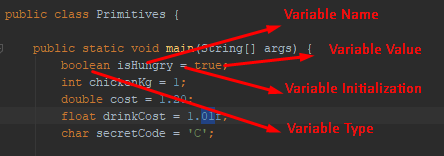 public class Primitives {
Variable Name
public static void main(String[] args) {
Variable Value
boolean isHungry = true;
int chickenKg = 1;
Variable Initialization
double cost = 1.20;
float drinkCost = 1.01f;
Variable Type
char secretCode = 'C';